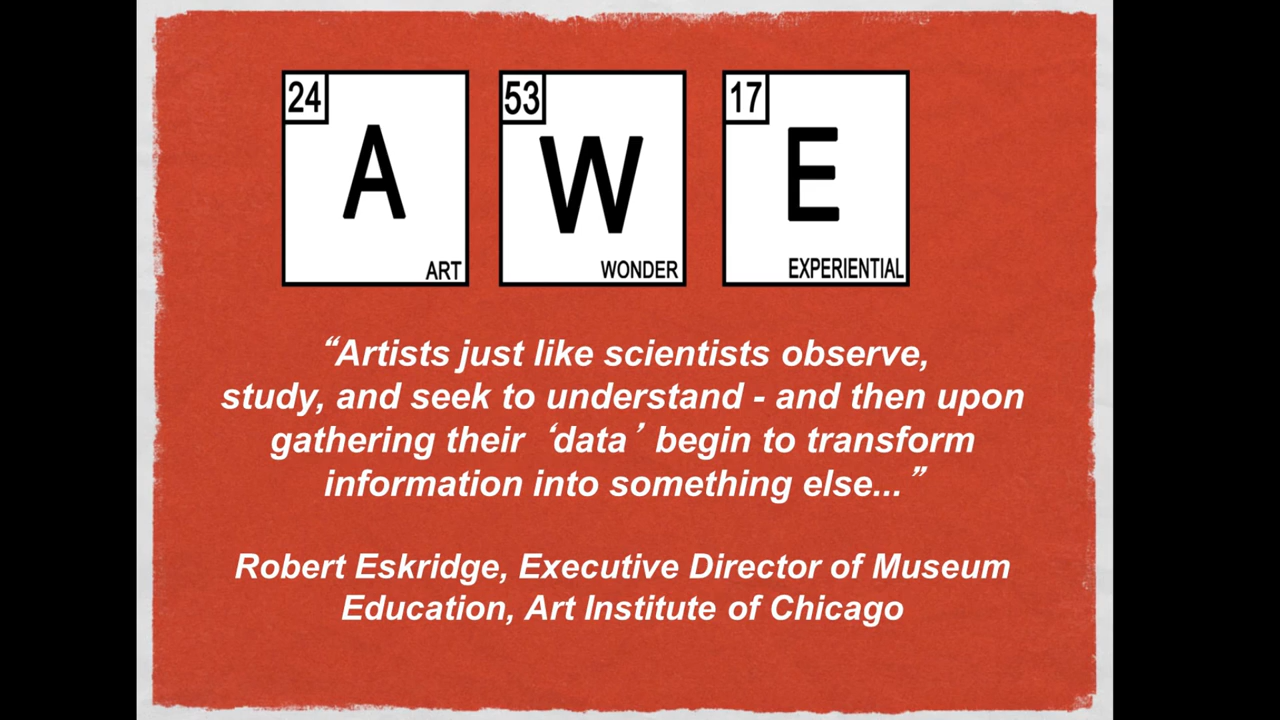 24 53 17
A W E
ART WONDER EXPERIENTIAL
“Artists just like scientists observe,
study, and seek to understand - and then upon
gathering their ‘data’ begin to transform
information into something else...”
Robert Eskridge, Executive Director of Museum
Education, Art Institute of Chicago